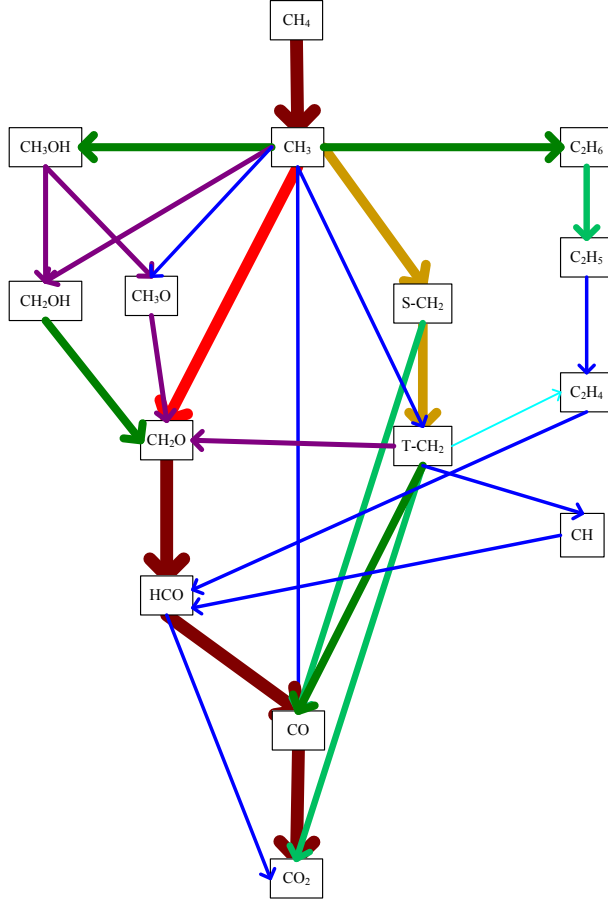 CH₄
CH₃OH
CH₃
C₂H₆
C₂H₅
CH₂OH
CH₃O
S-CH₂
C₂H₄
CH₂O
T-CH₂
CH
HCO
CO
CO₂